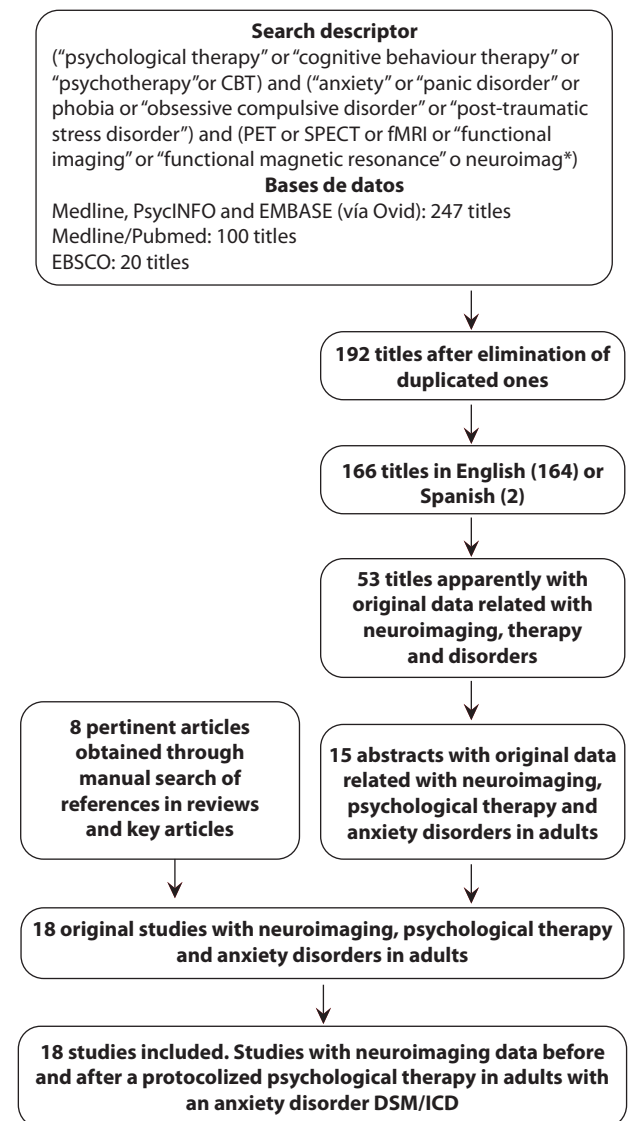 Search descriptor
(“psychological therapy” or “cognitive behaviour therapy” or
“psychotherapy”or CBT) and (“anxiety” or “panic disorder” or
phobia or “obsessive compulsive disorder” or “post-traumatic
stress disorder”) and (PET or SPECT or fMRI or “functional
imaging” or “functional magnetic resonance” o neuroimag*)
Bases de datos
Medline, PsycINFO and EMBASE (vía Ovid): 247 titles
Medline/Pubmed: 100 titles
EBSCO: 20 titles
192 titles after elimination of
duplicated ones
166 titles in English (164) or
Spanish (2)
53 titles apparently with
original data related with
neuroimaging, therapy
and disorders
8 pertinent articles
obtained through
manual search of
references in reviews
and key articles
15 abstracts with original data
related with neuroimaging,
psychological therapy and
anxiety disorders in adults
18 original studies with neuroimaging, psychological therapy
and anxiety disorders in adults
18 studies included. Studies with neuroimaging data before
and after a protocolized psychological therapy in adults with
an anxiety disorder DSM/ICD